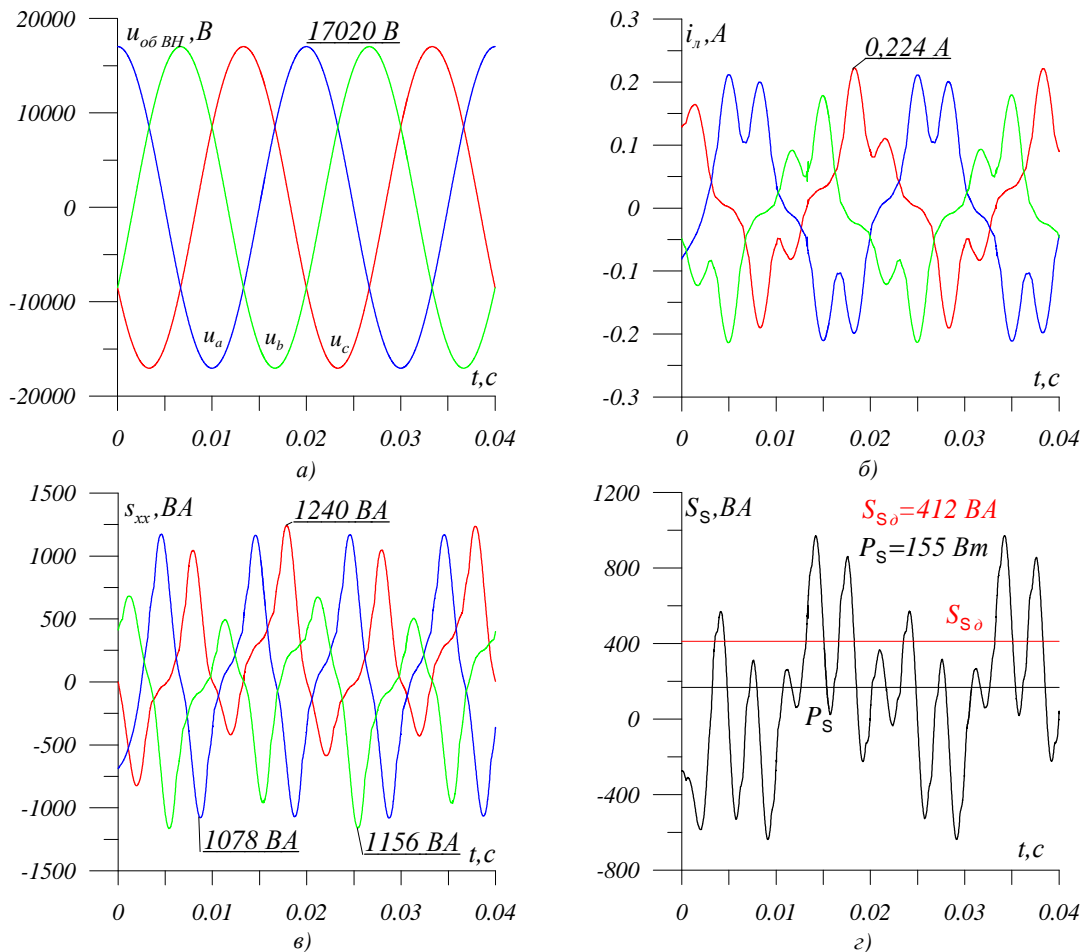 20000
u об ВН ,В
17020 В
10000
0
-10000
u a
u b
u c
t,с
-20000
0 0.01 0.02 0.03 0.04
а)
0.3
i л ,А
0,224 А
0.2
0.1
0
-0.1
-0.2
t,с
-0.3
0 0.01 0.02 0.03 0.04
б)
1500
s xx ,ВА
1240 ВА
1000
500
0
-500
-1000
1078 ВА
1156 ВА
t,с
-1500
0 0.01 0.02 0.03 0.04
в)
1200
S S ,ВА
S S д =412 ВА
P S =155 Вт
800
S S д
400
P S
0
-400
t,с
-800
0 0.01 0.02 0.03 0.04
г)